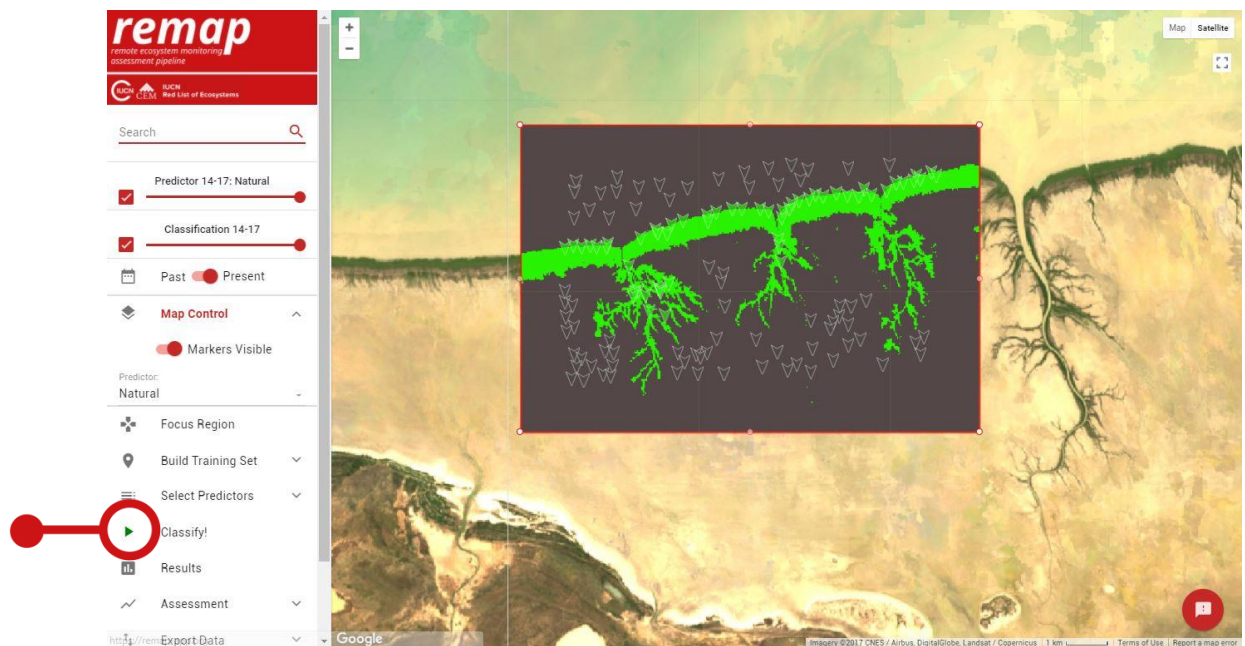 remap
remote ecosystem monitoring
assessment pipeline
IUCN CEM IUCN
Red List of Ecosystems
Search
Predictor 14-17: Natural
Classification 14-17
Past Present
Map Control
Markers Visible
Predictor:
Natural
Focus Region
Build Training Set
Select Predictors
Classify!
Results
Assessment
Export Data
+
−
Map Satellite
Google
Imagery ©2017 CNES / Airbus, DigitalGlobe, Landsat / Copernicus 1 km Terms of Use Report a map error